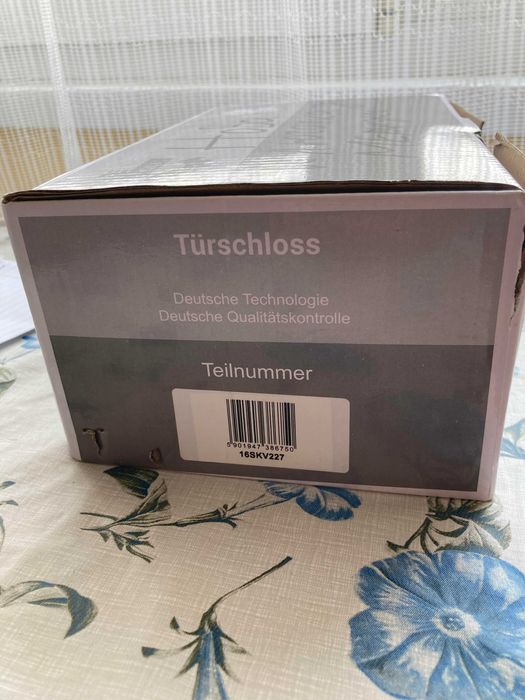 Türschloss
Deutsche Technologie
Deutsche Qualitätskontrolle
Teilnummer
5 901947 386750
16SKV227